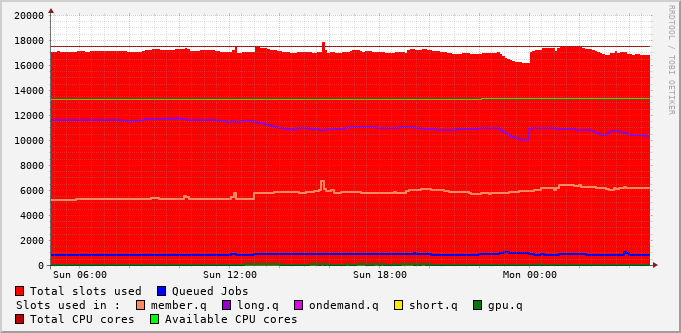 20000
18000
16000
14000
12000
10000
8000
6000
4000
2000
0
Sun 06:00 Sun 12:00 Sun 18:00 Mon 00:00
RRDTOOL / TOBI OETIKER
Total slots used Queued Jobs
Slots used in : member.q long.q ondemand.q short.q gpu.q
Total CPU cores Available CPU cores